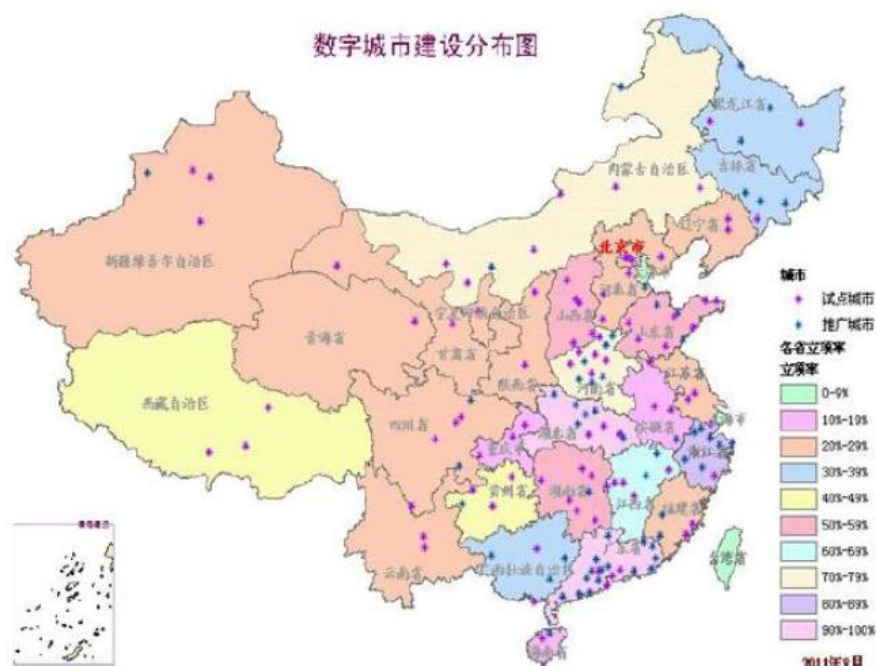 数字城市建设分布图
黑龙江省
吉林省
内蒙古自治区
辽宁省
北京市
新疆维吾尔自治区
河北省
山西省
宁夏回族自治区
山东省
青海省
甘肃省
陕西省
河南省
江苏省
西藏自治区
四川省
湖北省
安徽省
重庆市
浙江省
贵州省
湖南省
江西省
福建省
云南省
广西壮族自治区
广东省
台湾省
海南省
城市
试点城市
推广城市
各省立项率
立项率
0-9%
10%-19%
20%-29%
30%-39%
40%-49%
50%-59%
60%-69%
70%-79%
80%-89%
90%-100%